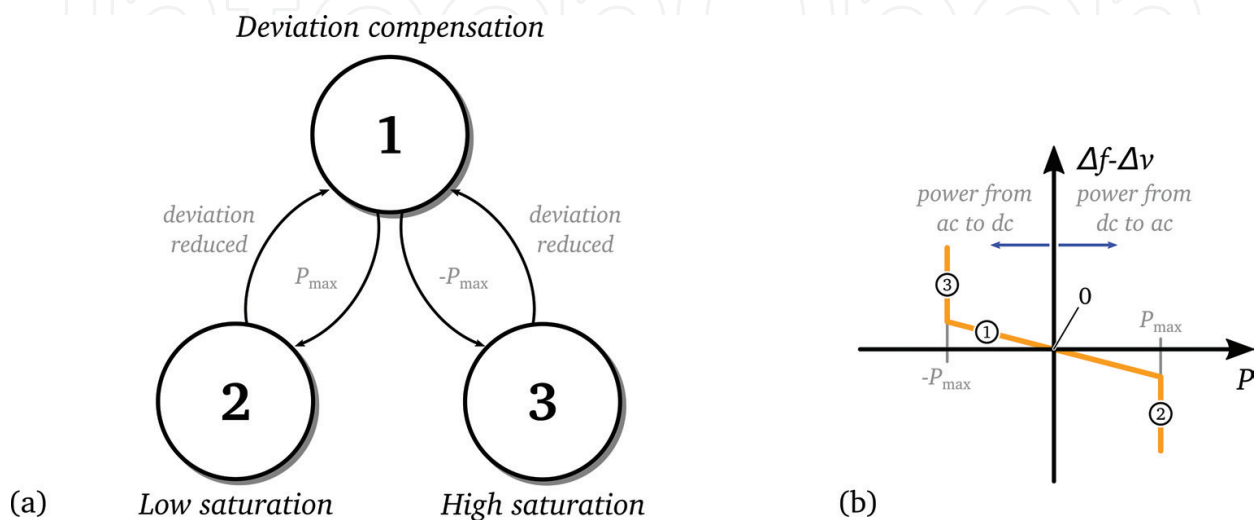 Deviation compensation
1
deviation
reduced
P_max
-P_max
deviation
reduced
2
3
Low saturation
High saturation
(a)
Δf-Δv
power from
ac to dc
power from
dc to ac
3
0
1
P_max
-P_max
P
2
(b)